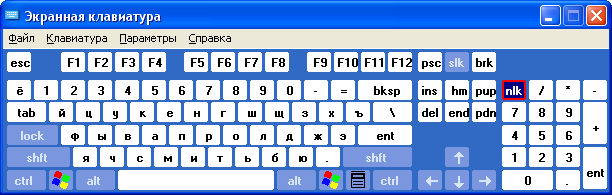 Экранная клавиатура
Файл Клавиатура Параметры Справка
esc F1 F2 F3 F4 F5 F6 F7 F8 F9 F10 F11 F12 psc slk brk
ё 1 2 3 4 5 6 7 8 9 0 - = bksp ins hm pup nlk / * -
tab й ц у к е н г ш щ з х ъ \ del end pdn 7 8 9 +
lock ф ы в а п р о л д ж э ent 4 5 6
shft я ч с м и т ь б ю . shft ↑ 1 2 3 ent
ctrl alt alt ctrl ← ↓ → 0 .